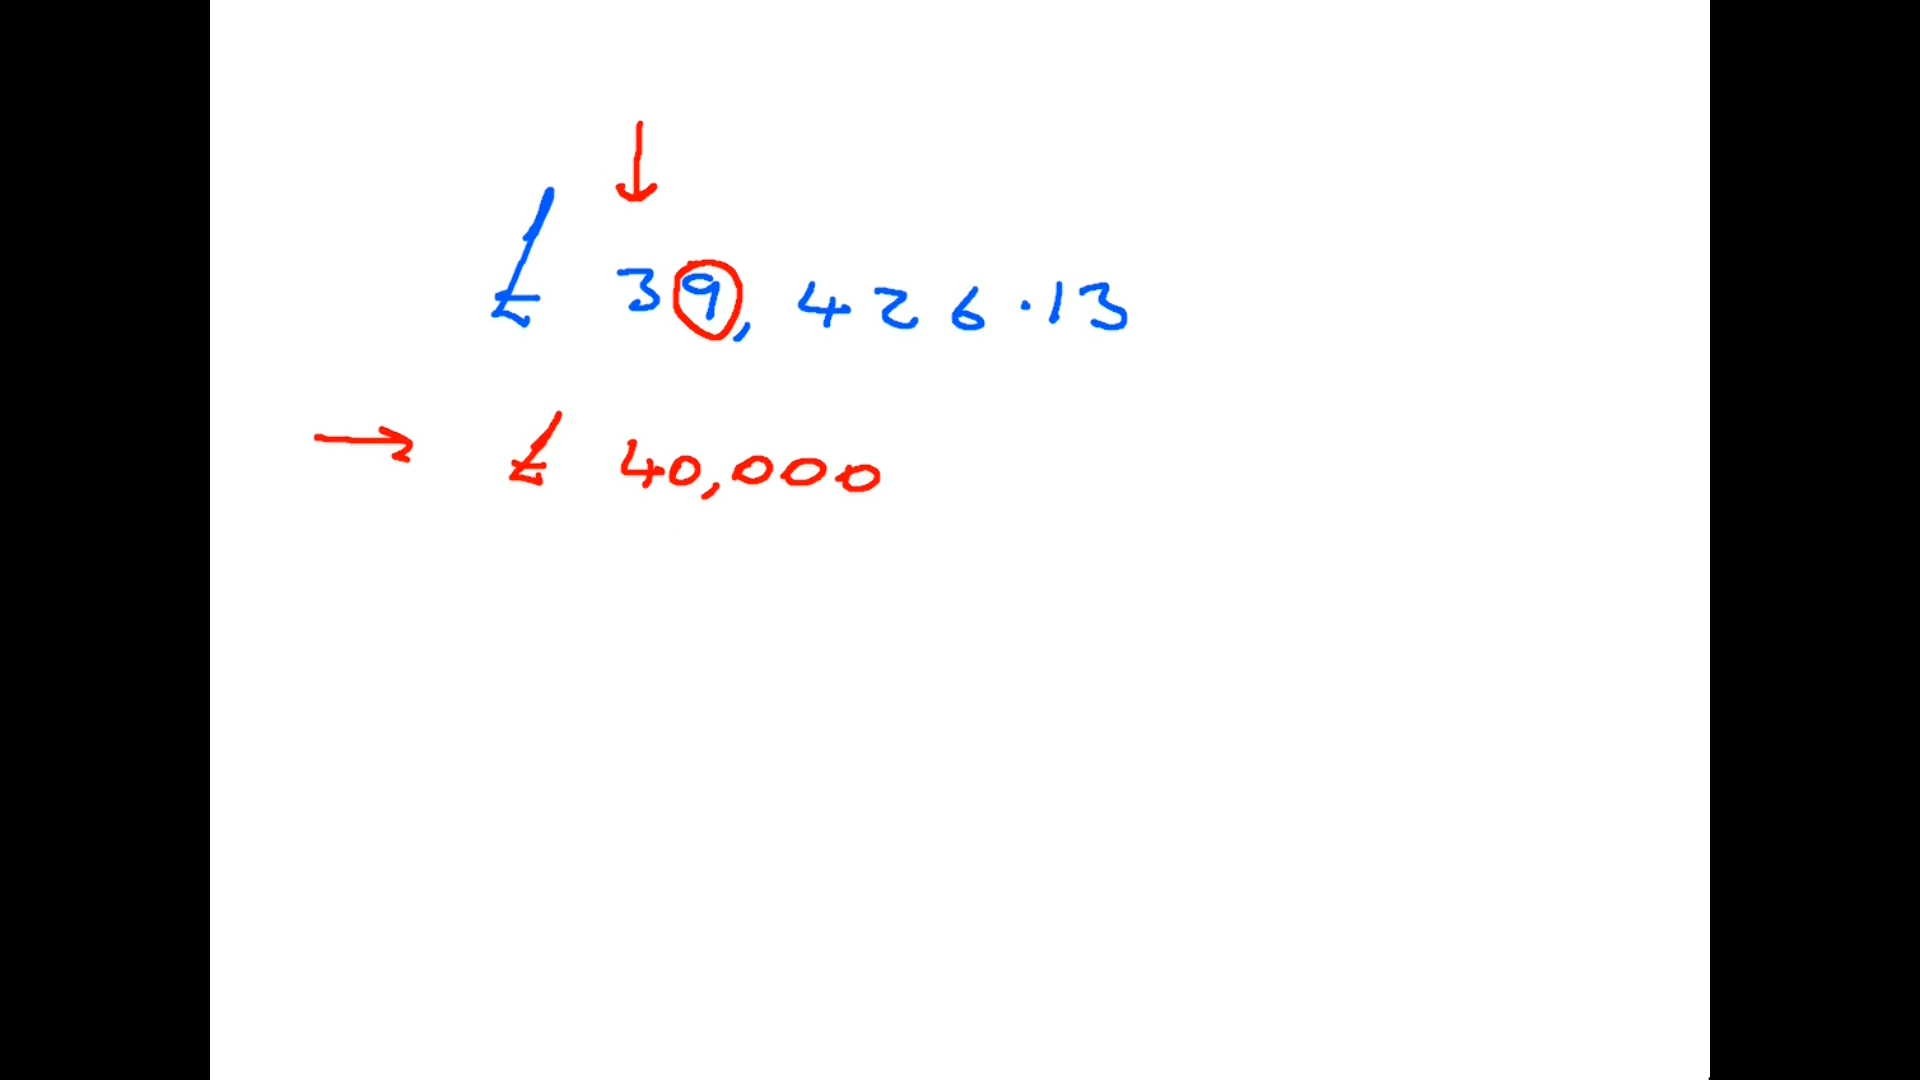 £ 39,426.13
→ £ 40,000